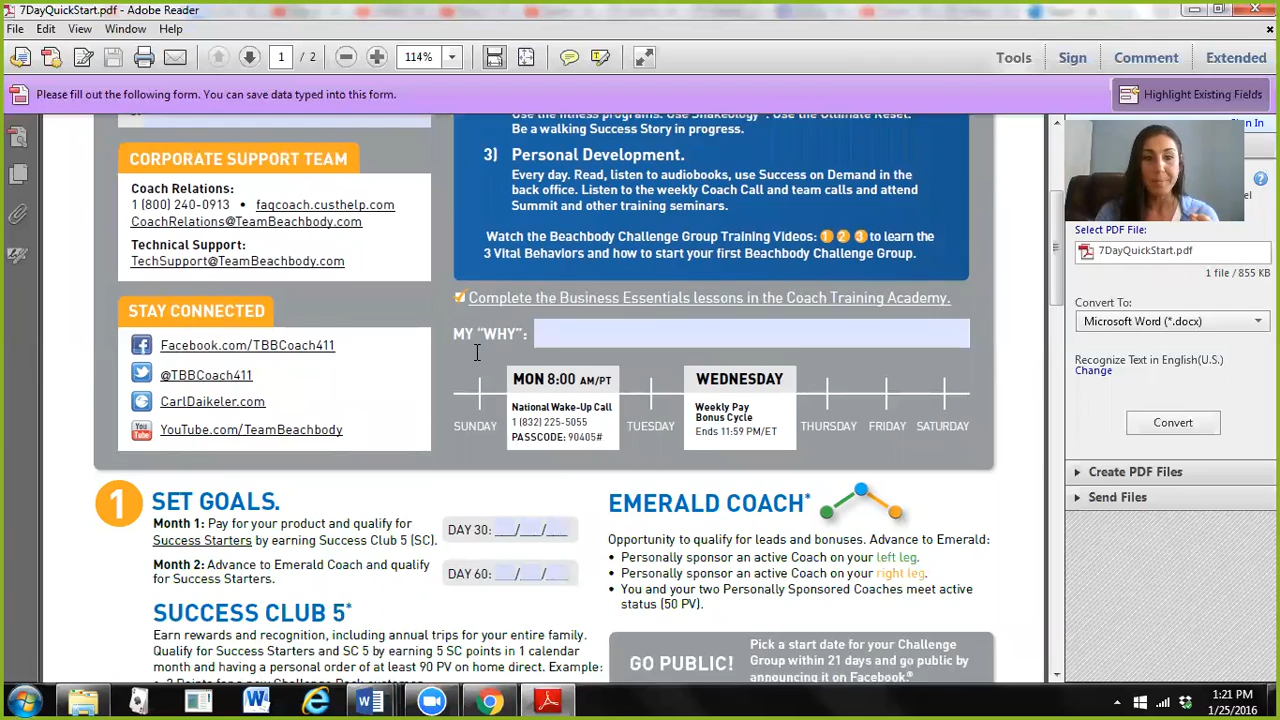 7DayQuickStart.pdf - Adobe Reader
File Edit View Window Help
1 / 2 114% Tools Sign Comment Extended
Please fill out the following form. You can save data typed into this form. Highlight Existing Fields
Sign In
CORPORATE SUPPORT TEAM
Coach Relations:
1 (800) 240-0913 • faqcoach.custhelp.com
CoachRelations@TeamBeachbody.com
Technical Support:
TechSupport@TeamBeachbody.com
STAY CONNECTED
Facebook.com/TBBCoach411
@TBBCoach411
CarlDaikeler.com
You Tube YouTube.com/TeamBeachbody
Use the fitness programs. Use Shakeology®. Use the Ultimate Reset.
Be a walking Success Story in progress.
3) Personal Development.
Every day. Read, listen to audiobooks, use Success on Demand in the
back office. Listen to the weekly Coach Call and team calls and attend
Summit and other training seminars.
Watch the Beachbody Challenge Group Training Videos: 1 2 3 to learn the
3 Vital Behaviors and how to start your first Beachbody Challenge Group.
Complete the Business Essentials lessons in the Coach Training Academy.
MY “WHY”:
SUNDAY
MON 8:00 AM/PT
National Wake-Up Call
1 (832) 225-5055
PASSCODE: 90405#
TUESDAY
WEDNESDAY
Weekly Pay
Bonus Cycle
Ends 11:59 PM/ET
THURSDAY
FRIDAY
SATURDAY
1 SET GOALS.
Month 1: Pay for your product and qualify for
Success Starters by earning Success Club 5 (SC).
DAY 30: __/__/__
Month 2: Advance to Emerald Coach and qualify
for Success Starters.
DAY 60: __/__/__
SUCCESS CLUB 5*
Earn rewards and recognition, including annual trips for your entire family.
Qualify for Success Starters and SC 5 by earning 5 SC points in 1 calendar
month and having a personal order of at least 90 PV on home direct. Example:
EMERALD COACH*
Opportunity to qualify for leads and bonuses. Advance to Emerald:
• Personally sponsor an active Coach on your left leg.
• Personally sponsor an active Coach on your right leg.
• You and your two Personally Sponsored Coaches meet active
status (50 PV).
GO PUBLIC!
Pick a start date for your Challenge
Group within 21 days and go public by
announcing it on Facebook.®
Select PDF File:
7DayQuickStart.pdf
1 file / 855 KB
Convert To:
Microsoft Word (*.docx)
Recognize Text in English(U.S.)
Change
Convert
Create PDF Files
Send Files
1:21 PM
1/25/2016